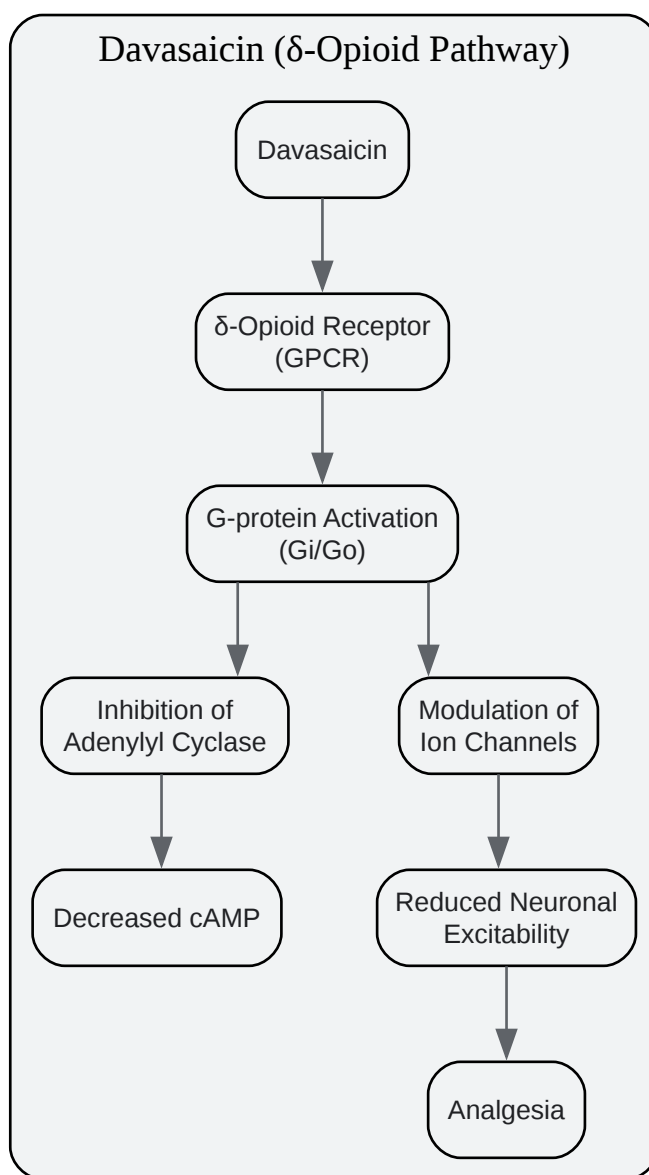 Davasaicin (δ-Opioid Pathway)
Davasaicin
δ-Opioid Receptor
(GPCR)
G-protein Activation
(Gi/Go)
Inhibition of
Adenylyl Cyclase
Modulation of
Ion Channels
Decreased cAMP
Reduced Neuronal
Excitability
Analgesia